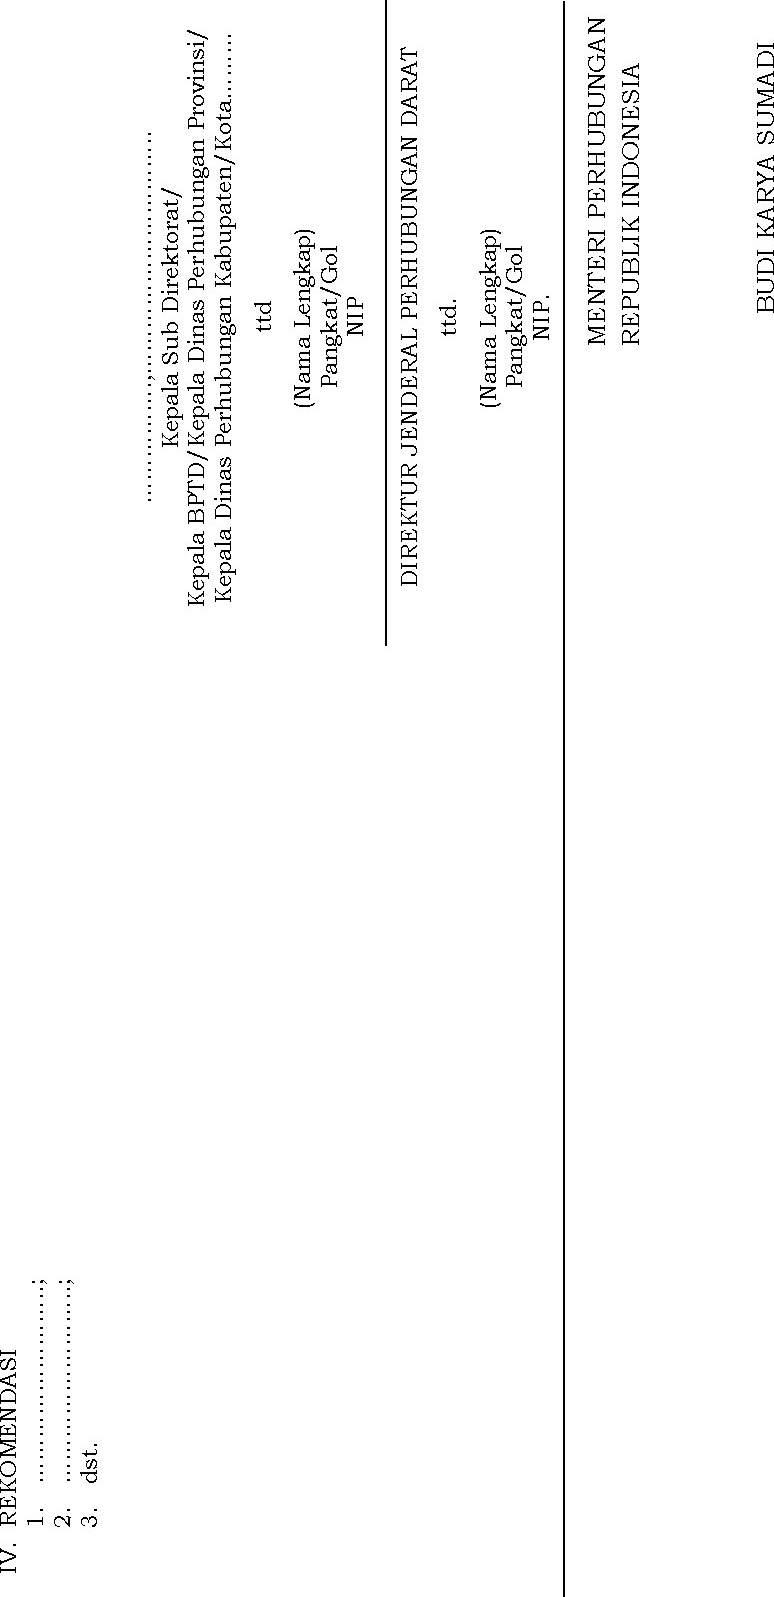 IV. REKOMENDASI
1. ....................................;
2. ....................................;
3. dst.
......................,.......................................
Kepala Sub Direktorat/
Kepala BPTD/Kepala Dinas Perhubungan Provinsi/
Kepala Dinas Perhubungan Kabupaten/Kota.........
ttd
(Nama Lengkap)
Pangkat/Gol
NIP
DIREKTUR JENDERAL PERHUBUNGAN DARAT
ttd.
(Nama Lengkap)
Pangkat/Gol
NIP.
MENTERI PERHUBUNGAN
REPUBLIK INDONESIA
BUDI KARYA SUMADI